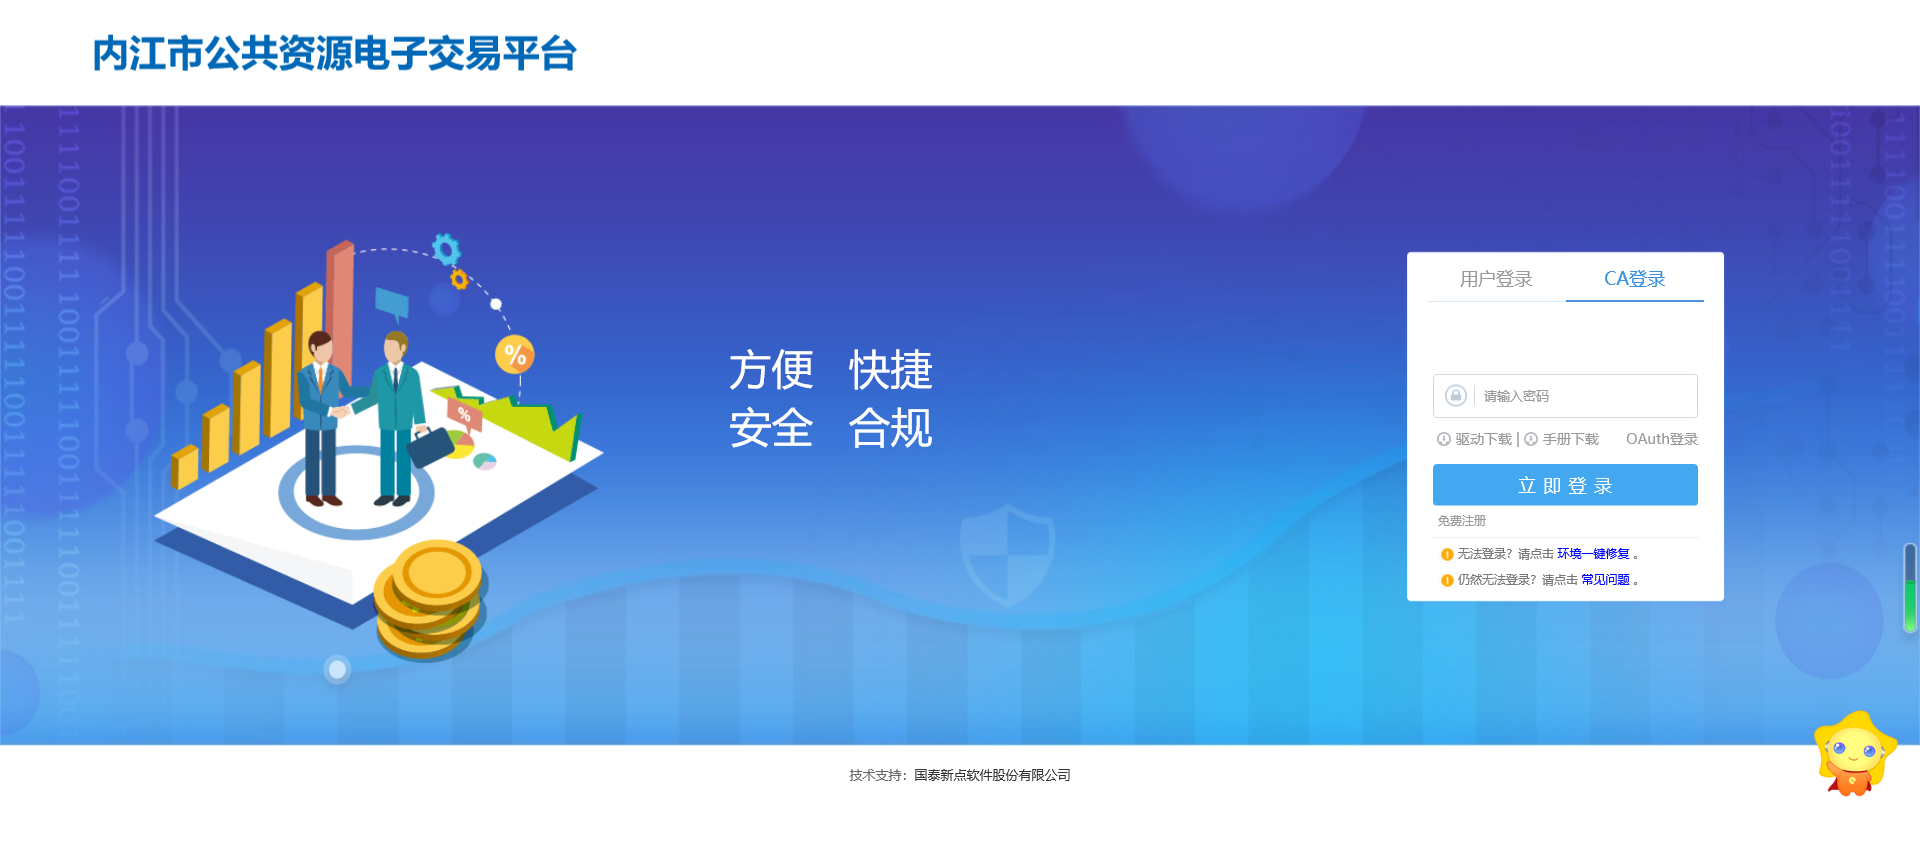 内江市公共资源电子交易平台
方便 快捷
安全 合规
用户登录 CA登录
请输入密码
驱动下载 | 手册下载 OAuth登录
立即登录
免费注册
无法登录？请点击 环境一键修复 。
仍然无法登录？请点击 常见问题 。
技术支持：国泰新点软件股份有限公司